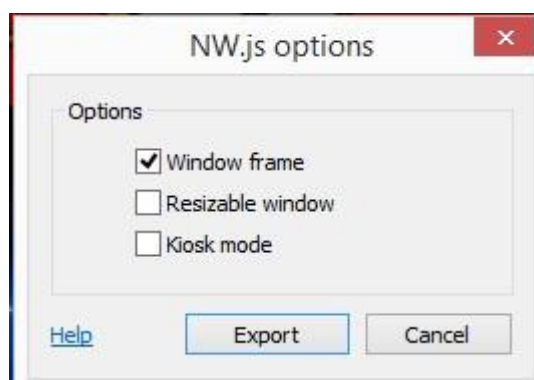 NW.js options
Options
Window frame
Resizable window
Kiosk mode
Help
Export
Cancel